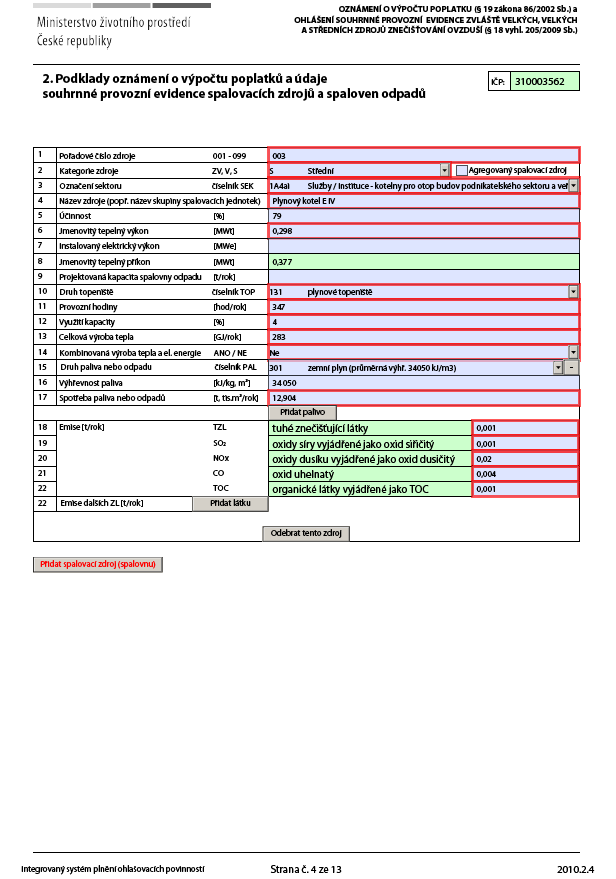 Ministerstvo životního prostředí
České republiky
OZNÁMENÍ O VÝPOČTU POPLATKU (§ 19 zákona 86/2002 Sb.) a
OHLÁŠENÍ SOUHRNNÉ PROVOZNÍ EVIDENCE ZVLÁŠTĚ VELKÝCH, VELKÝCH
A STŘEDNÍCH ZDROJŮ ZNEČIŠTOVÁNÍ OVZDUŠÍ (§ 18 vyhl. 205/2009 Sb.)
2. Podklady oznámení o výpočtu poplatků a údaje
souhrnné provozní evidence spalovacích zdrojů a spaloven odpadů
IČP: 310003562
1 Pořadové číslo zdroje 001 - 099 003
2 Kategorie zdroje ZV, V, S S Střední Agregovaný spalovací zdroj
3 Označení sektoru číselník SEK 1A4ai Služby / Instituce - kotelny pro otop budov podnikatelského sektoru a veř
4 Název zdroje (popř. název skupiny spalovacích jednotek) Plynový kotel E IV
5 Účinnost [%] 79
6 Jmenovitý tepelný výkon [MWt] 0,298
7 Instalovaný elektrický výkon [MWe]
8 Jmenovitý tepelný příkon [MWt] 0,377
9 Projektovaná kapacita spalovny odpadu [t/rok]
10 Druh topeniště číselník TOP 131 plynové topeniště
11 Provozní hodiny [hod/rok] 347
12 Využití kapacity [%] 4
13 Celková výroba tepla [GJ/rok] 283
14 Kombinovaná výroba tepla a el. energie ANO / NE Ne
15 Druh paliva nebo odpadu číselník PAL 301 zemní plyn (průměrná výhř. 34050 kJ/m3) -
16 Výhřevnost paliva [kJ/kg, m³] 34 050
17 Spotřeba paliva nebo odpadů [t, tis.m³/rok] 12,904
Přidat palivo
18 Emise [t/rok] TZL tuhé znečišťující látky 0,001
19 SO₂ oxidy síry vyjádřené jako oxid siřičitý 0,001
20 NOx oxidy dusíku vyjádřené jako oxid dusičitý 0,02
21 CO oxid uhelnatý 0,004
22 TOC organické látky vyjádřené jako TOC 0,001
22 Emise dalších ZL [t/rok] Přidat látku
Odebrat tento zdroj
Přidat spalovací zdroj (spalovnu)
Integrovaný systém plnění ohlašovacích povinností Strana č. 4 ze 13 2010.2.4